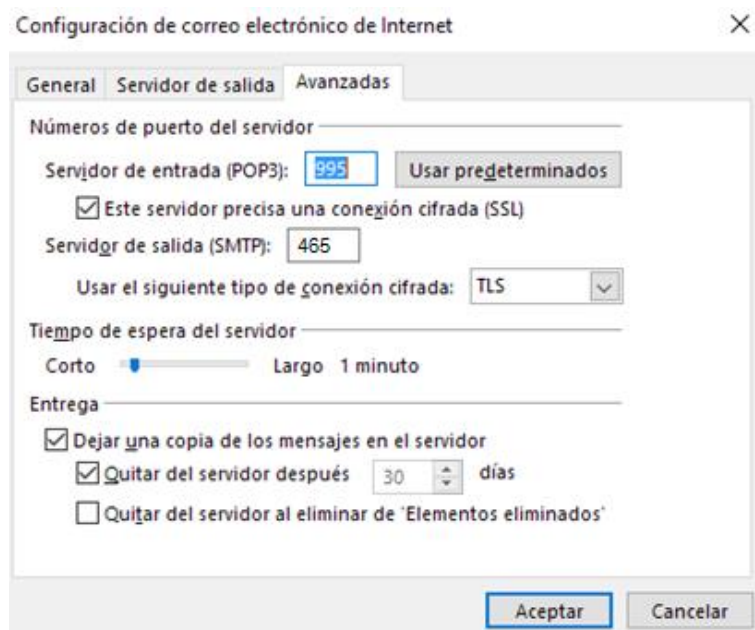 Configuración de correo electrónico de Internet
General Servidor de salida Avanzadas
Números de puerto del servidor
Servidor de entrada (POP3): 995 Usar predeterminados
Este servidor precisa una conexión cifrada (SSL)
Servidor de salida (SMTP): 465
Usar el siguiente tipo de conexión cifrada: TLS
Tiempo de espera del servidor
Corto Largo 1 minuto
Entrega
Dejar una copia de los mensajes en el servidor
Quitar del servidor después 30 días
Quitar del servidor al eliminar de 'Elementos eliminados'
Aceptar Cancelar